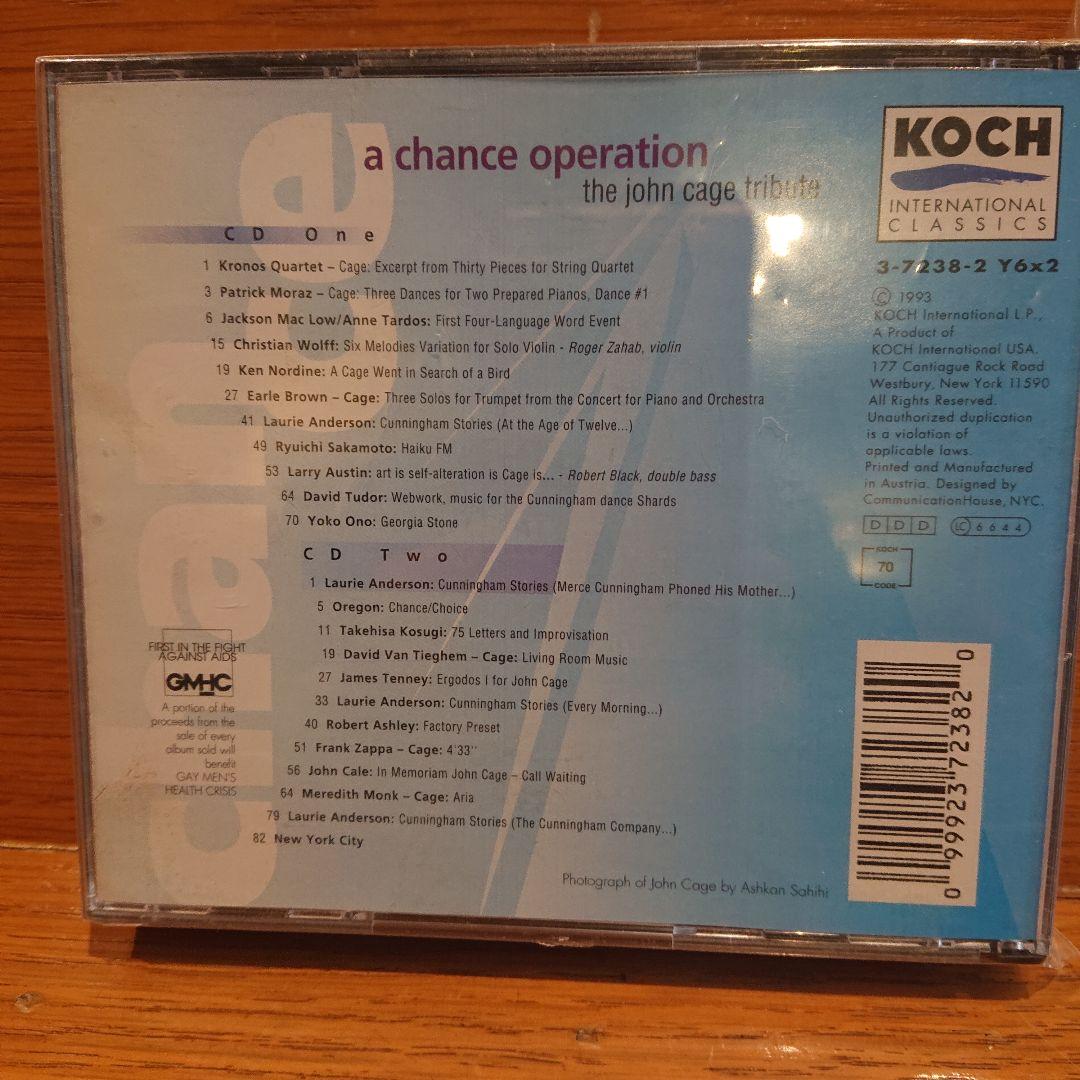 chance
a chance operation
the john cage tribute
CD One
1 Kronos Quartet – Cage: Excerpt from Thirty Pieces for String Quartet
3 Patrick Moraz – Cage: Three Dances for Two Prepared Pianos, Dance #1
6 Jackson Mac Low/Anne Tardos: First Four-Language Word Event
15 Christian Wolff: Six Melodies Variation for Solo Violin - Roger Zahab, violin
19 Ken Nordine: A Cage Went in Search of a Bird
27 Earle Brown – Cage: Three Solos for Trumpet from the Concert for Piano and Orchestra
41 Laurie Anderson: Cunningham Stories (At the Age of Twelve...)
49 Ryuichi Sakamoto: Haiku FM
53 Larry Austin: art is self-alteration is Cage is... - Robert Black, double bass
64 David Tudor: Webwork, music for the Cunningham dance Shards
70 Yoko Ono: Georgia Stone
CD Two
1 Laurie Anderson: Cunningham Stories (Merce Cunningham Phoned His Mother...)
5 Oregon: Chance/Choice
11 Takehisa Kosugi: 75 Letters and Improvisation
19 David Van Tieghem – Cage: Living Room Music
27 James Tenney: Ergodos I for John Cage
33 Laurie Anderson: Cunningham Stories (Every Morning...)
40 Robert Ashley: Factory Preset
51 Frank Zappa – Cage: 4'33"
56 John Cale: In Memoriam John Cage – Call Waiting
64 Meredith Monk – Cage: Aria
79 Laurie Anderson: Cunningham Stories (The Cunningham Company...)
82 New York City
FIRST IN THE FIGHT
AGAINST AIDS
GMHC
A portion of the
proceeds from the
sale of every
album sold will
benefit
GAY MEN'S
HEALTH CRISIS
Photograph of John Cage by Ashkan Sahihi
KOCH
INTERNATIONAL
CLASSICS
3-7238-2 Y6x2
© 1993
KOCH International L.P.,
A Product of
KOCH International USA.
177 Cantiague Rock Road
Westbury, New York 11590
All Rights Reserved.
Unauthorized duplication
is a violation of
applicable laws.
Printed and Manufactured
in Austria. Designed by
CommunicationHouse, NYC.
DDD LC 6644
KOCH
70
CODE
0 99923 72382 0